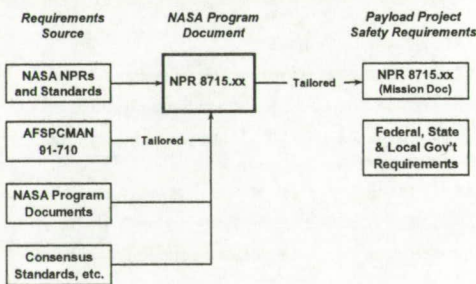 Requirements
Source
NASA Program
Document
Payload Project
Safety Requirements
NASA NPRs
and Standards
NPR 8715.xx
Tailored
NPR 8715.xx
(Mission Doc)
AFSPCMAN
91-710
Tailored
Federal, State
& Local Gov't
Requirements
NASA Program
Documents
Consensus
Standards, etc.